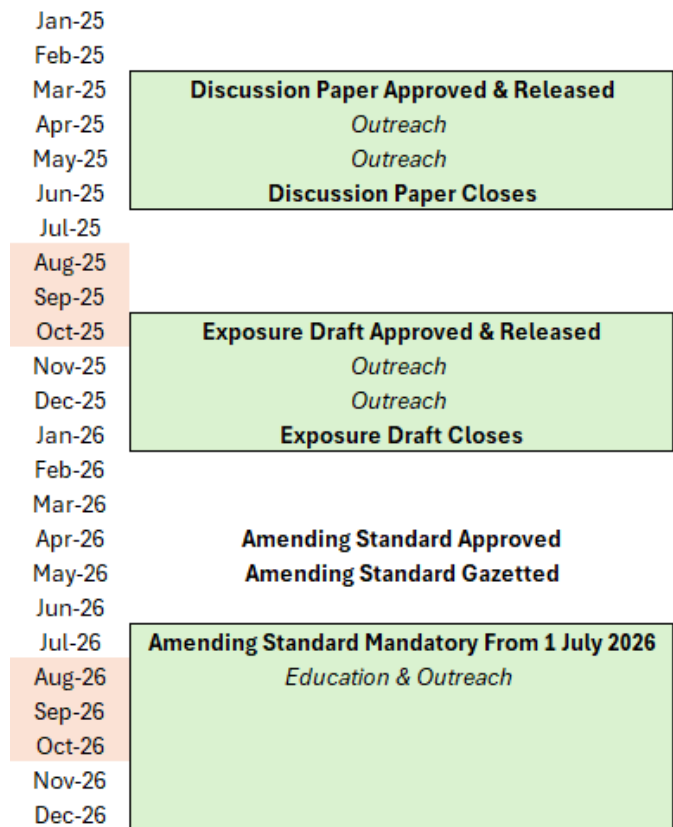 Jan-25
Feb-25
Mar-25 Discussion Paper Approved & Released
Apr-25 Outreach
May-25 Outreach
Jun-25 Discussion Paper Closes
Jul-25
Aug-25
Sep-25
Oct-25 Exposure Draft Approved & Released
Nov-25 Outreach
Dec-25 Outreach
Jan-26 Exposure Draft Closes
Feb-26
Mar-26
Apr-26 Amending Standard Approved
May-26 Amending Standard Gazetted
Jun-26
Jul-26 Amending Standard Mandatory From 1 July 2026
Aug-26 Education & Outreach
Sep-26
Oct-26
Nov-26
Dec-26